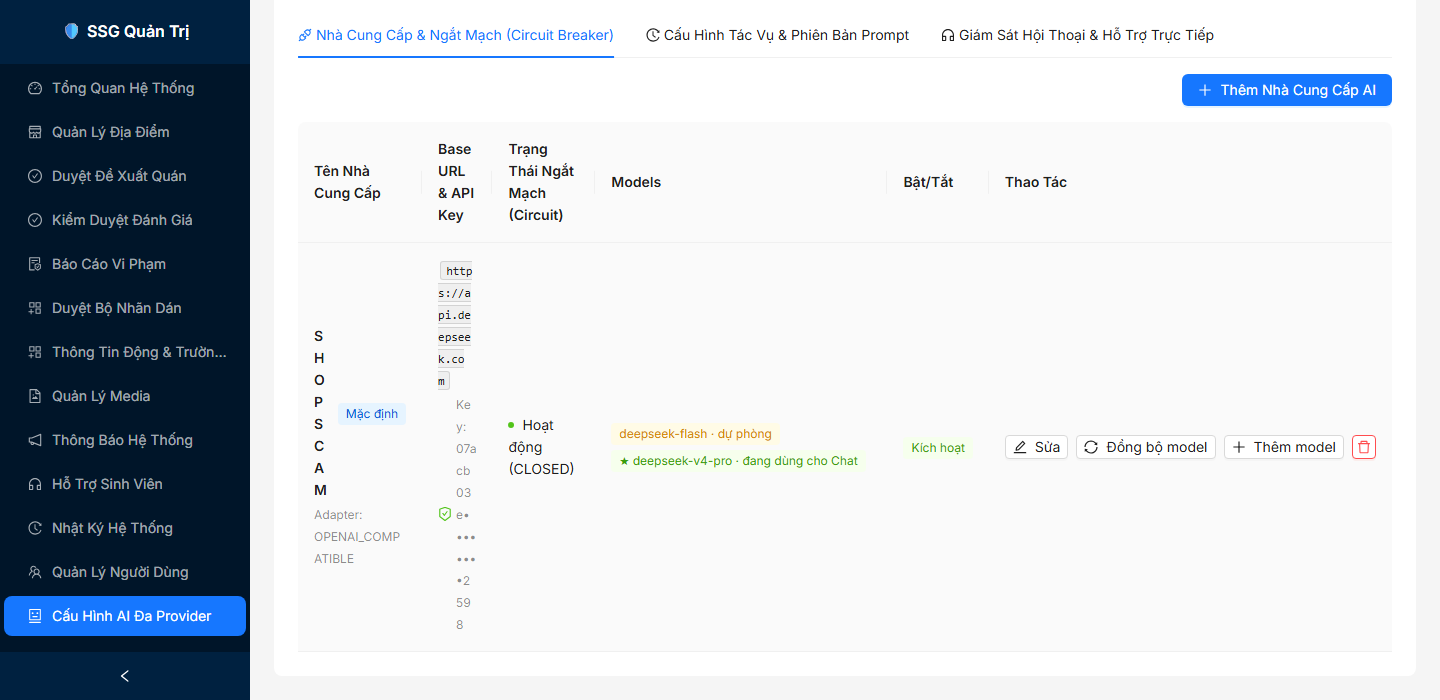 SSG Quản Trị
Tổng Quan Hệ Thống
Quản Lý Địa Điểm
Duyệt Đề Xuất Quán
Kiểm Duyệt Đánh Giá
Báo Cáo Vi Phạm
Duyệt Bộ Nhãn Dán
Thông Tin Động & Trườn...
Quản Lý Media
Thông Báo Hệ Thống
Hỗ Trợ Sinh Viên
Nhật Ký Hệ Thống
Quản Lý Người Dùng
Cấu Hình AI Đa Provider
Nhà Cung Cấp & Ngắt Mạch (Circuit Breaker)
Cấu Hình Tác Vụ & Phiên Bản Prompt
Giám Sát Hội Thoại & Hỗ Trợ Trực Tiếp
Thêm Nhà Cung Cấp AI
Tên Nhà
Cung Cấp
Base
URL
& API
Key
Trạng
Thái Ngắt
Mạch
(Circuit)
Models
Bật/Tắt
Thao Tác
S
H
O
P
S
C
A
M
Mặc định
Adapter:
OPENAI_COMP
ATIBLE
http
s://a
pi.de
epsee
k.co
m
Ke
y:
07a
cb
03
e•
•••
•••
•2
59
8
Hoạt
động
(CLOSED)
deepseek-flash · dự phòng
★ deepseek-v4-pro · đang dùng cho Chat
Kích hoạt
Sửa
Đồng bộ model
Thêm model